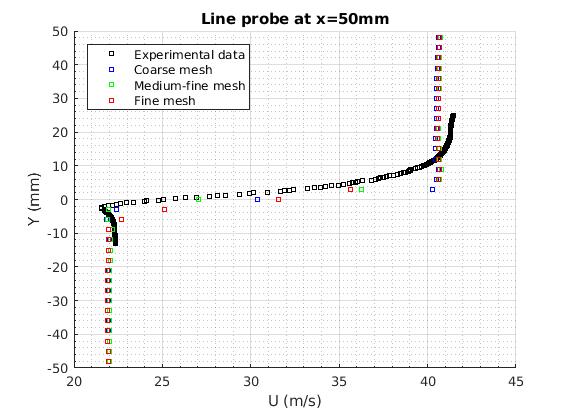 Line probe at x=50mm
Experimental data
Coarse mesh
Medium-fine mesh
Fine mesh
50
40
30
20
10
0
-10
-20
-30
-40
-50
Y (mm)
20 25 30 35 40 45
U (m/s)